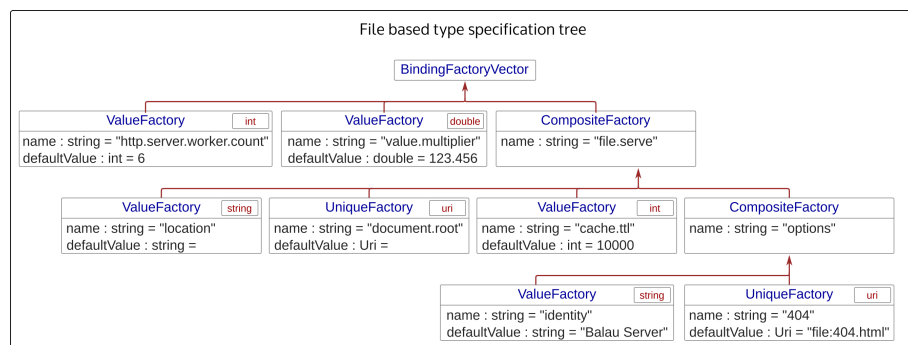 File based type specification tree
BindingFactoryVector
ValueFactory int
name : string = "http.server.worker.count"
defaultValue : int = 6
ValueFactory double
name : string = "value.multiplier"
defaultValue : double = 123.456
CompositeFactory
name : string = "file.serve"
ValueFactory string
name : string = "location"
defaultValue : string =
UniqueFactory uri
name : string = "document.root"
defaultValue : Uri =
ValueFactory int
name : string = "cache.ttl"
defaultValue : int = 10000
CompositeFactory
name : string = "options"
ValueFactory string
name : string = "identity"
defaultValue : string = "Balau Server"
UniqueFactory uri
name : string = "404"
defaultValue : Uri = "file:404.html"